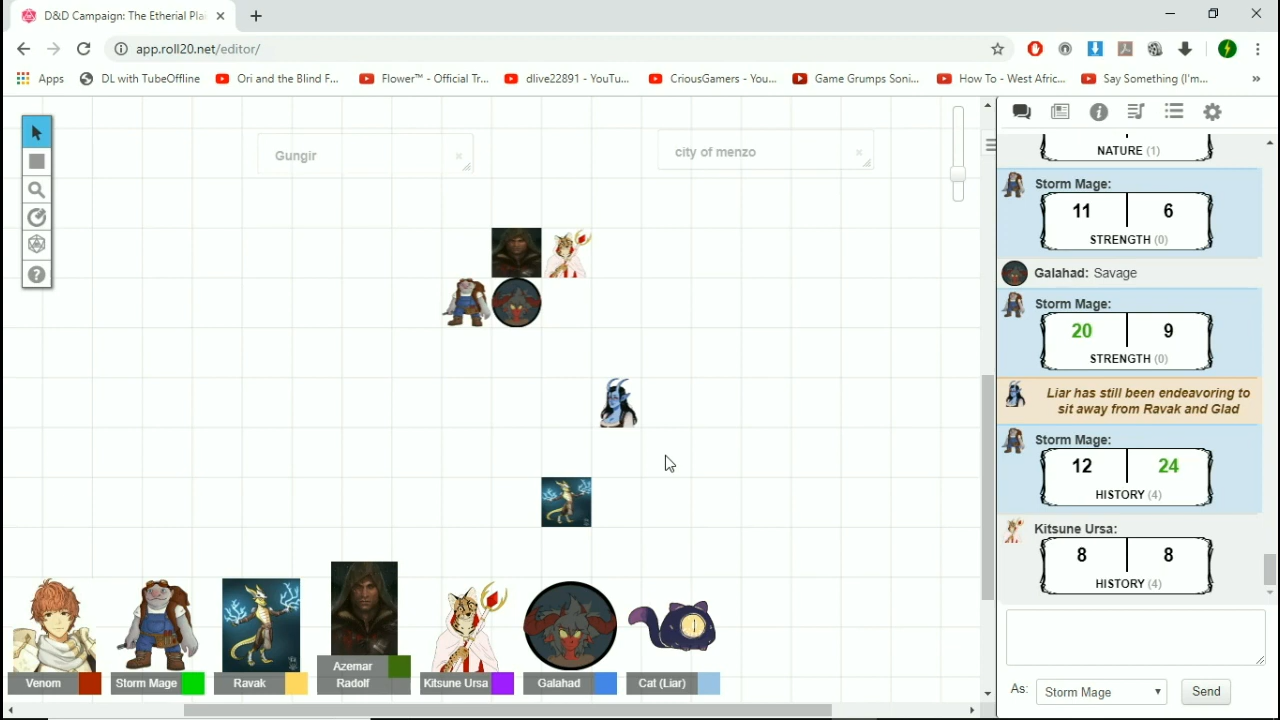 D&D Campaign: The Etherial Pla
app.roll20.net/editor/
Apps
DL with TubeOffline
Ori and the Blind F...
Flower™ - Official Tr...
dlive22891 - YouTu...
CriousGamers - You...
Game Grumps Soni...
How To - West Afric...
Say Something (I'm...
Gungir
city of menzo
NATURE (1)
Storm Mage:
11 6
STRENGTH (0)
Galahad: Savage
Storm Mage:
20 9
STRENGTH (0)
Liar has still been endeavoring to
sit away from Ravak and Glad
Storm Mage:
12 24
HISTORY (4)
Kitsune Ursa:
8 8
HISTORY (4)
Venom
Storm Mage
Ravak
Azemar
Radolf
Kitsune Ursa
Galahad
Cat (Liar)
As: Storm Mage Send